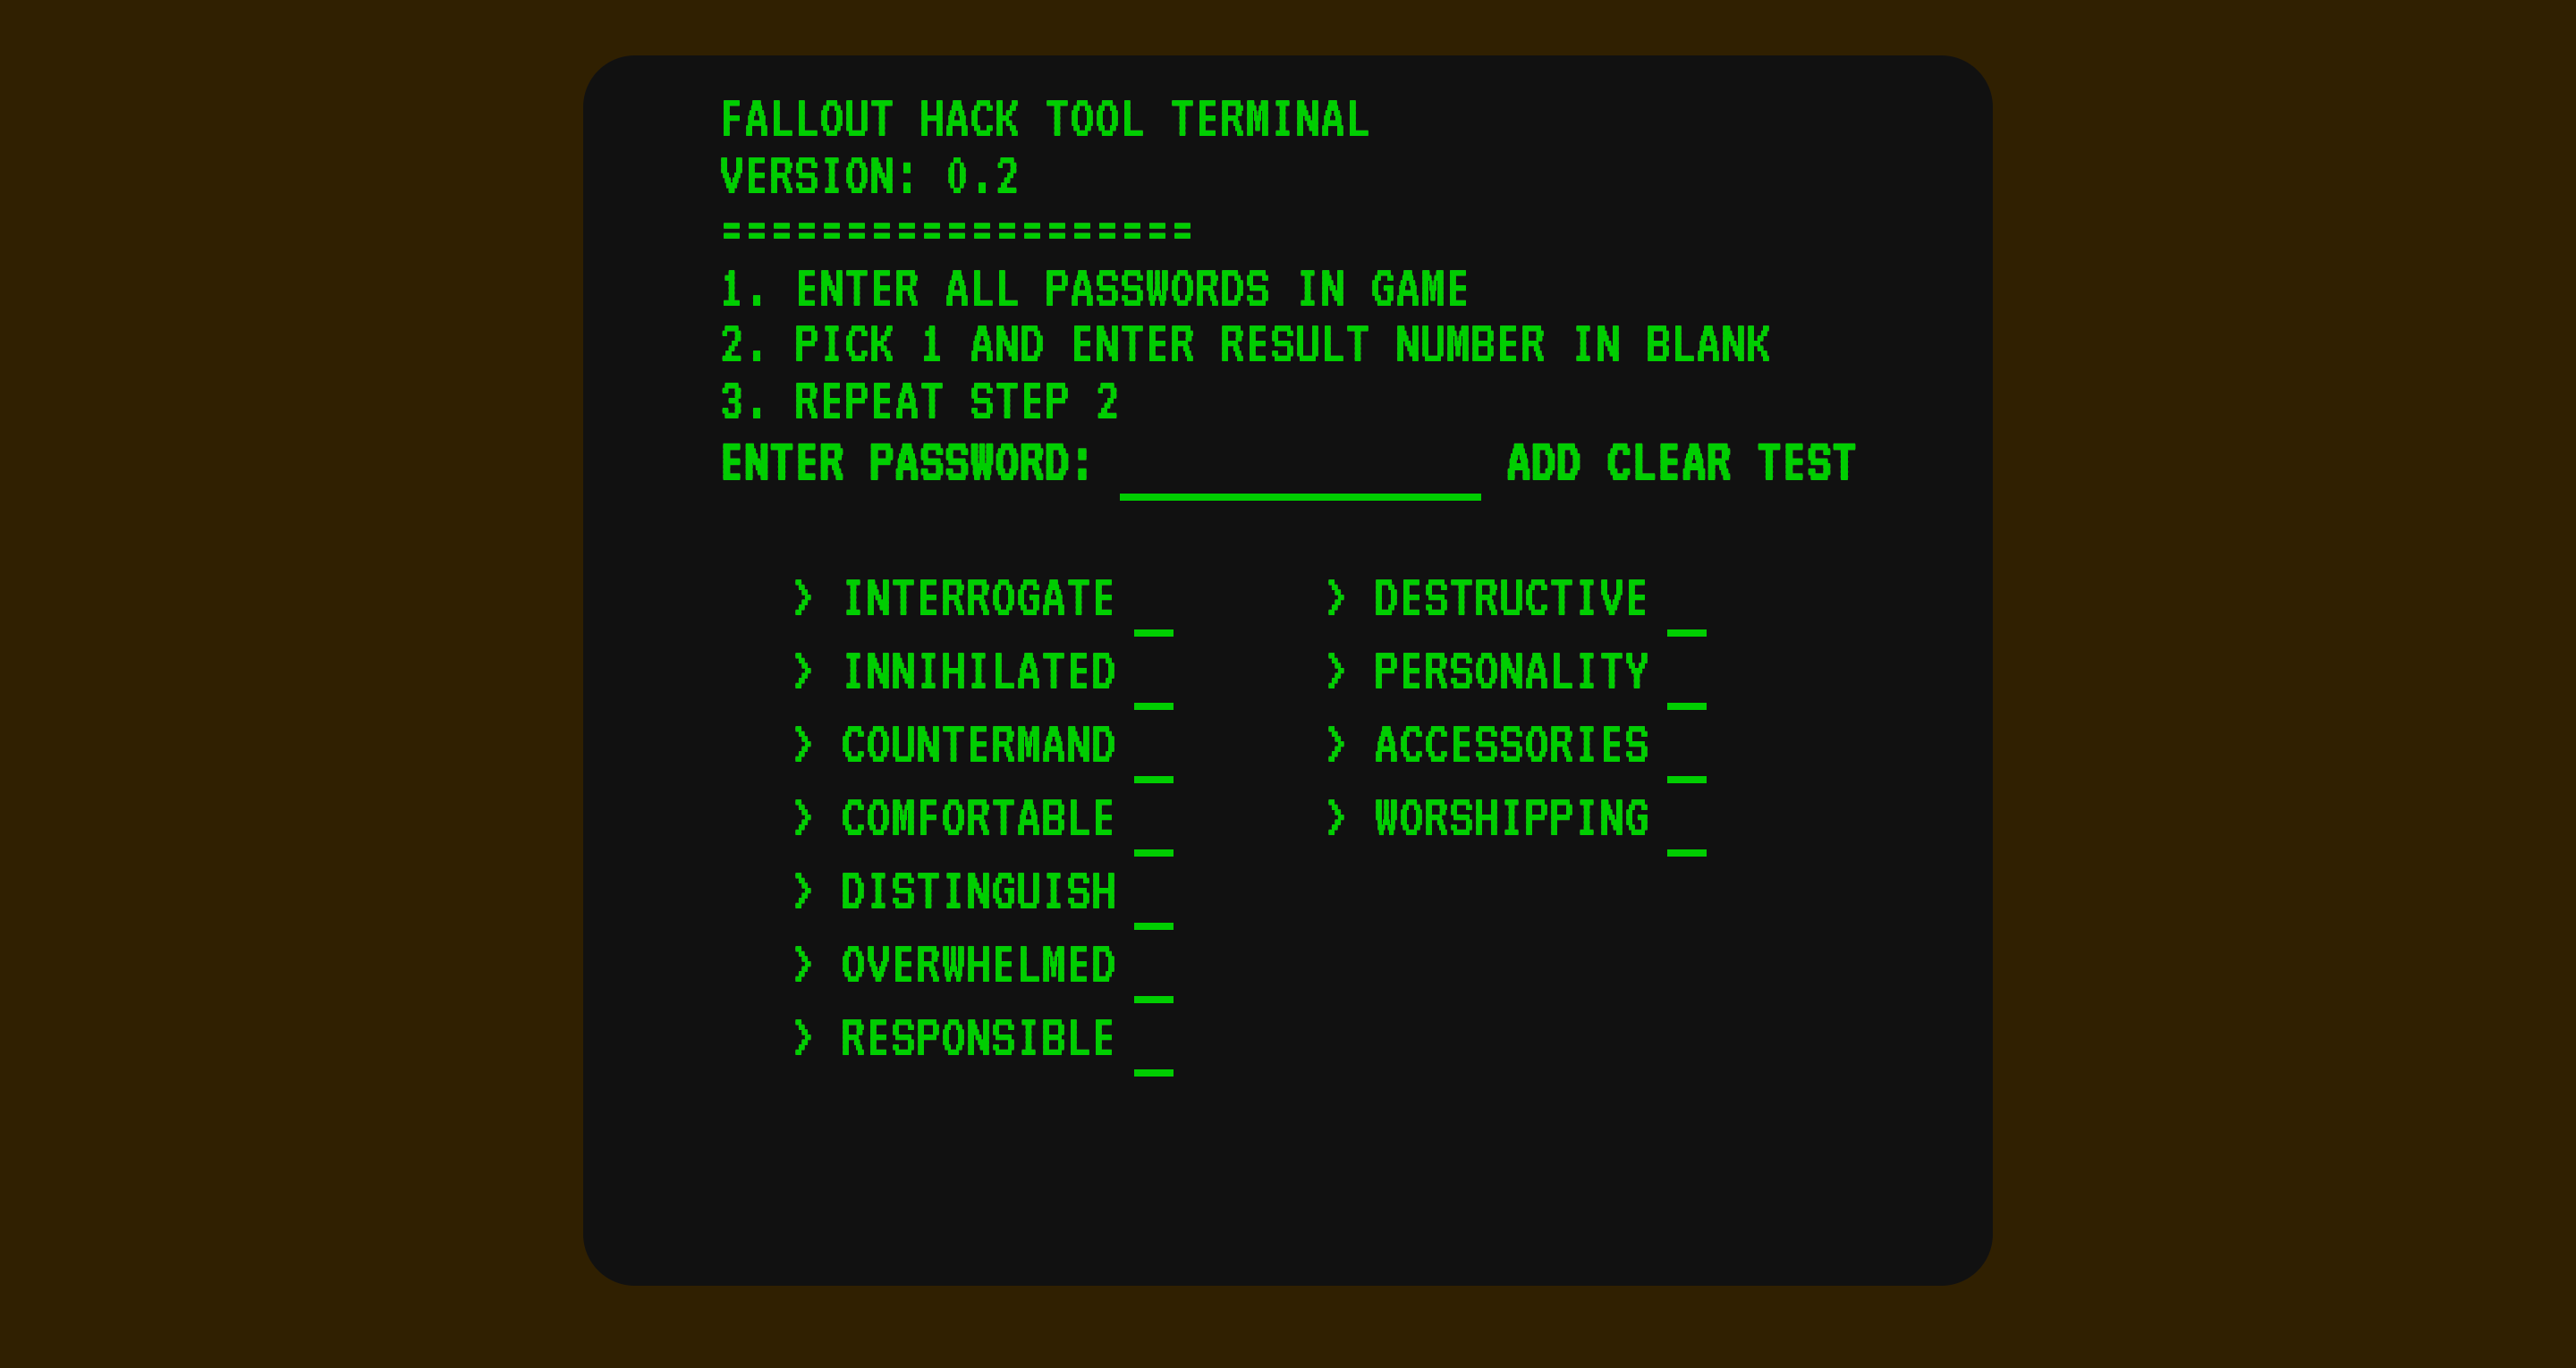 FALLOUT HACK TOOL TERMINAL
VERSION: 0.2
===================
1. ENTER ALL PASSWORDS IN GAME
2. PICK 1 AND ENTER RESULT NUMBER IN BLANK
3. REPEAT STEP 2
ENTER PASSWORD: ADD CLEAR TEST
> INTERROGATE
> INNIHILATED
> COUNTERMAND
> COMFORTABLE
> DISTINGUISH
> OVERWHELMED
> RESPONSIBLE
> DESTRUCTIVE
> PERSONALITY
> ACCESSORIES
> WORSHIPPING